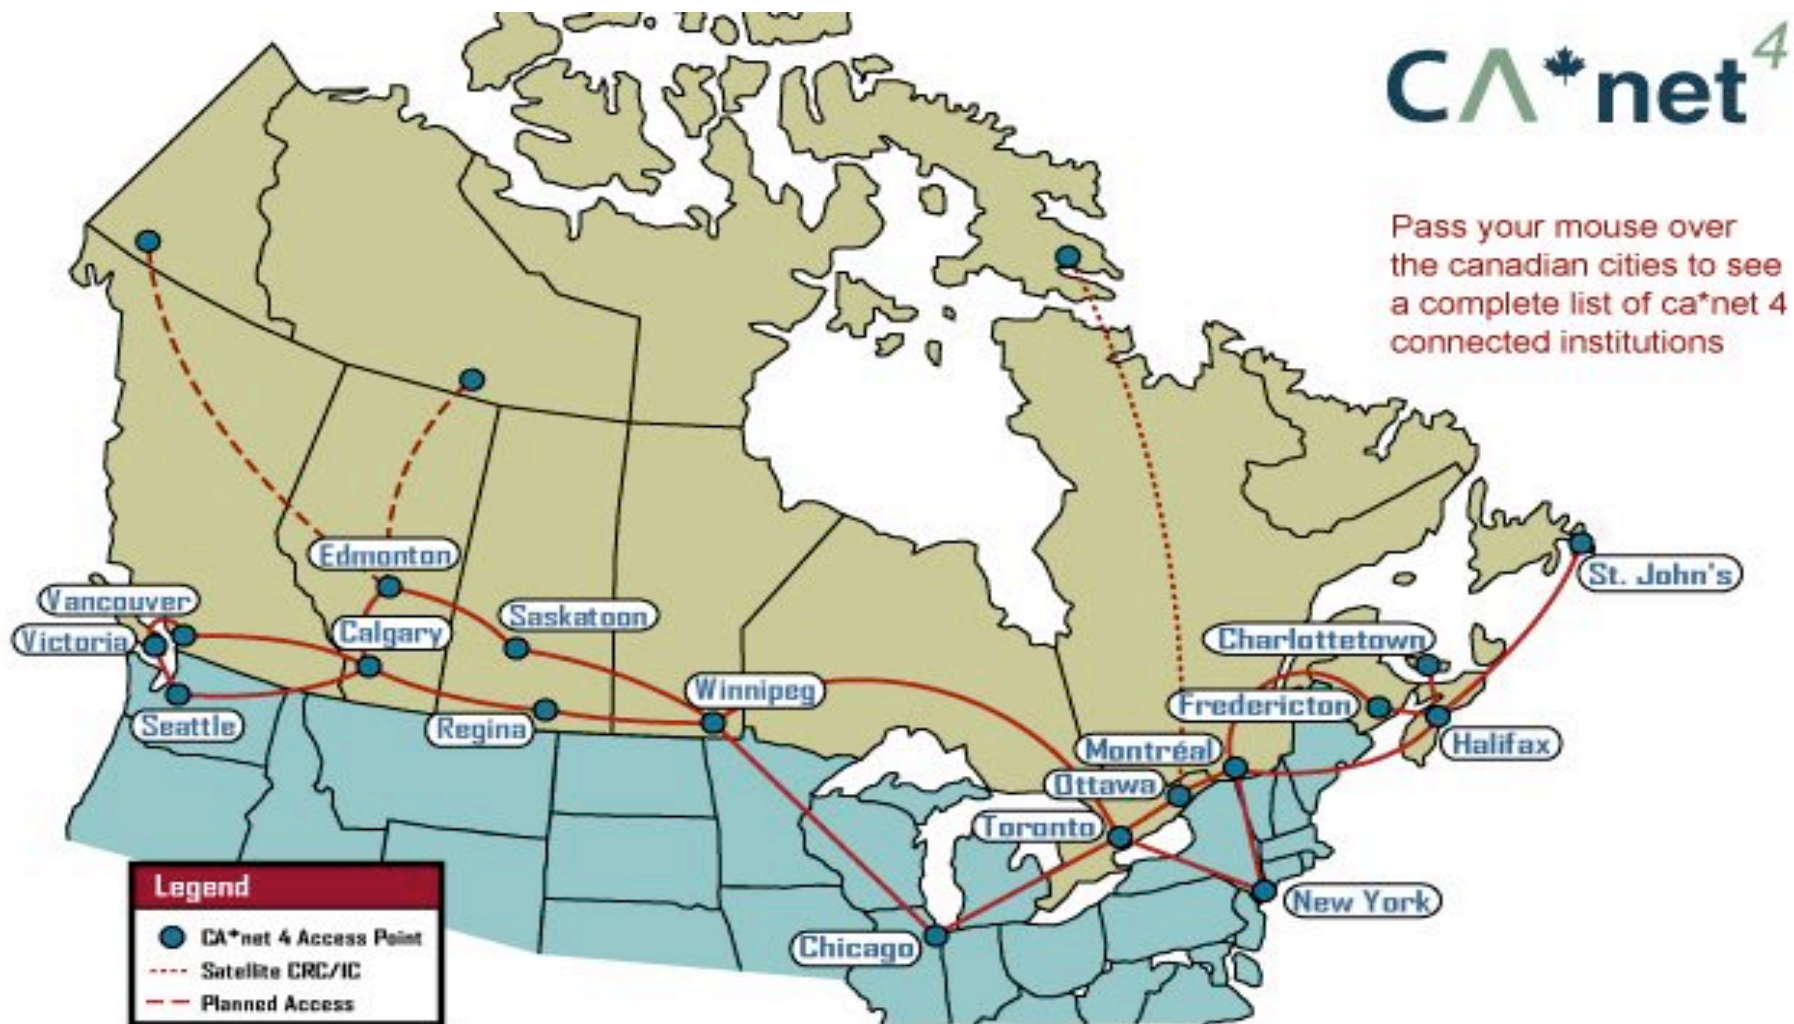 CA*net 4
Pass your mouse over
the canadian cities to see
a complete list of ca*net 4
connected institutions
Edmonton
St. John's
Vancouver
Saskatoon
Calgary
Victoria
Charlottetown
Winnipeg
Fredericton
Seattle
Regina
Montréal
Halifax
Ottawa
Toronto
New York
Chicago
Legend
CA*net 4 Access Point
Satellite CRC/IC
Planned Access